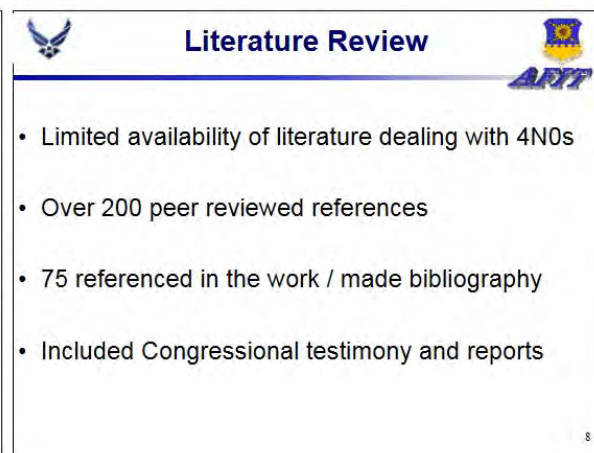 Literature Review
AFIT
• Limited availability of literature dealing with 4N0s
• Over 200 peer reviewed references
• 75 referenced in the work / made bibliography
• Included Congressional testimony and reports
8